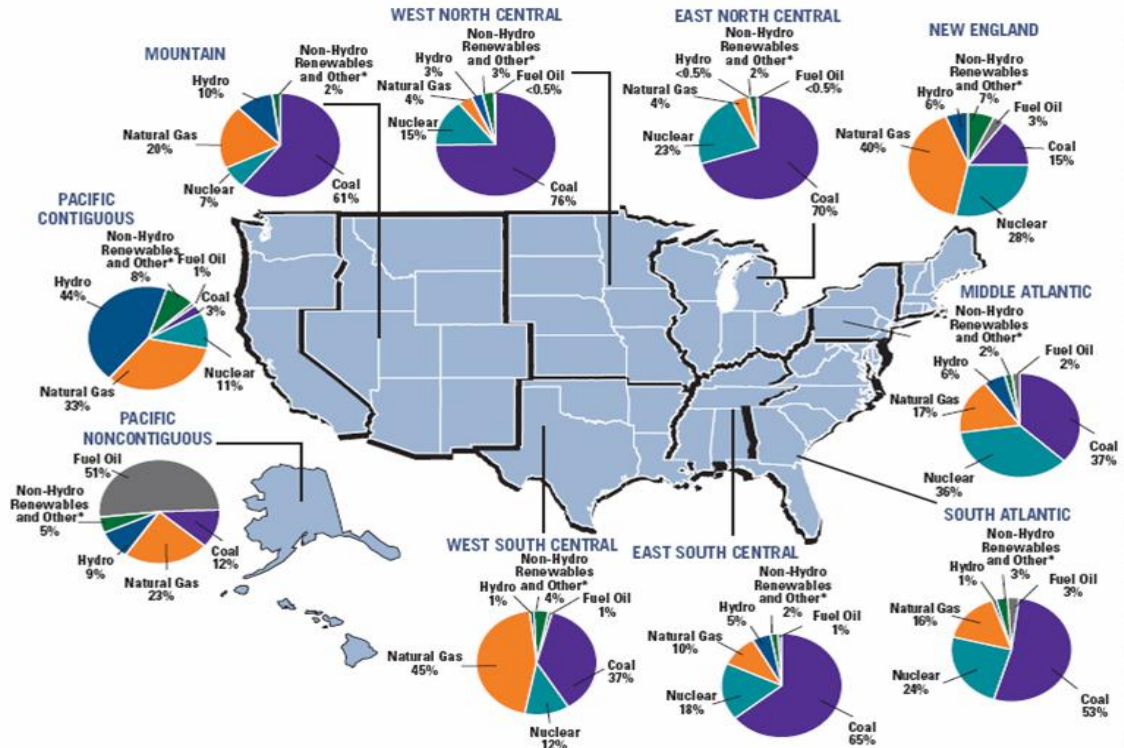 WEST NORTH CENTRAL
Hydro
3%
Non-Hydro
Renewables
and Other*
3%
Fuel Oil
<0.5%
Natural Gas
4%
Nuclear
15%
Coal
76%
EAST NORTH CENTRAL
Hydro
<0.5%
Non-Hydro
Renewables
and Other*
2%
Fuel Oil
<0.5%
Natural Gas
4%
Nuclear
23%
Coal
70%
NEW ENGLAND
Non-Hydro
Renewables
and Other*
7%
Hydro
6%
Fuel Oil
3%
Natural Gas
40%
Coal
15%
Nuclear
28%
MOUNTAIN
Non-Hydro
Renewables
and Other*
2%
Hydro
10%
Natural Gas
20%
Nuclear
7%
Coal
61%
PACIFIC
CONTIGUOUS
Non-Hydro
Renewables
and Other*
8%
Fuel Oil
1%
Hydro
44%
Coal
3%
Nuclear
11%
Natural Gas
33%
MIDDLE ATLANTIC
Non-Hydro
Renewables
and Other*
2%
Fuel Oil
2%
Hydro
6%
Natural Gas
17%
Coal
37%
Nuclear
36%
PACIFIC
NONCONTIGUOUS
Fuel Oil
51%
Non-Hydro
Renewables
and Other*
5%
Hydro
9%
Coal
12%
Natural Gas
23%
WEST SOUTH CENTRAL
Non-Hydro
Renewables
and Other*
4%
Hydro
1%
Fuel Oil
1%
Natural Gas
45%
Coal
37%
Nuclear
12%
EAST SOUTH CENTRAL
Non-Hydro
Renewables
and Other*
2%
Hydro
5%
Fuel Oil
1%
Natural Gas
10%
Nuclear
18%
Coal
65%
SOUTH ATLANTIC
Non-Hydro
Renewables
and Other*
3%
Hydro
1%
Fuel Oil
3%
Natural Gas
16%
Nuclear
24%
Coal
53%